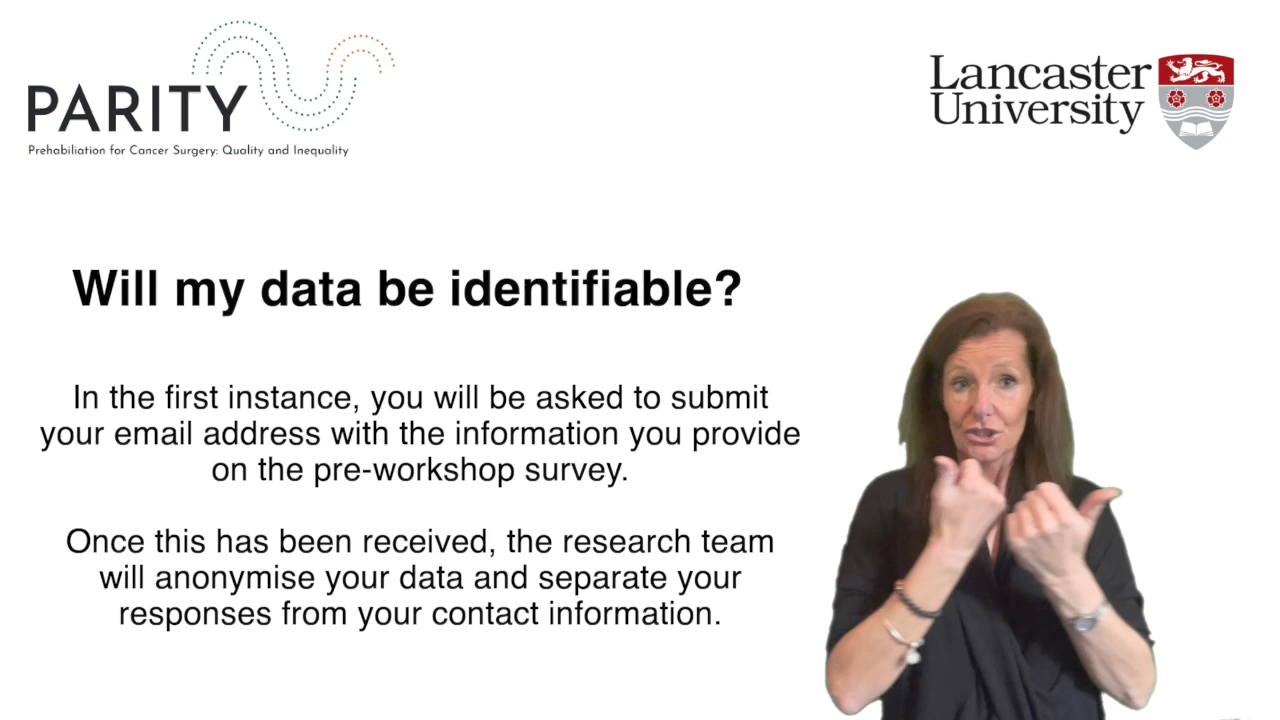 PARITY
Prehabiliation for Cancer Surgery: Quality and Inequality
Lancaster
University
Will my data be identifiable?
In the first instance, you will be asked to submit
your email address with the information you provide
on the pre-workshop survey.
Once this has been received, the research team
will anonymise your data and separate your
responses from your contact information.